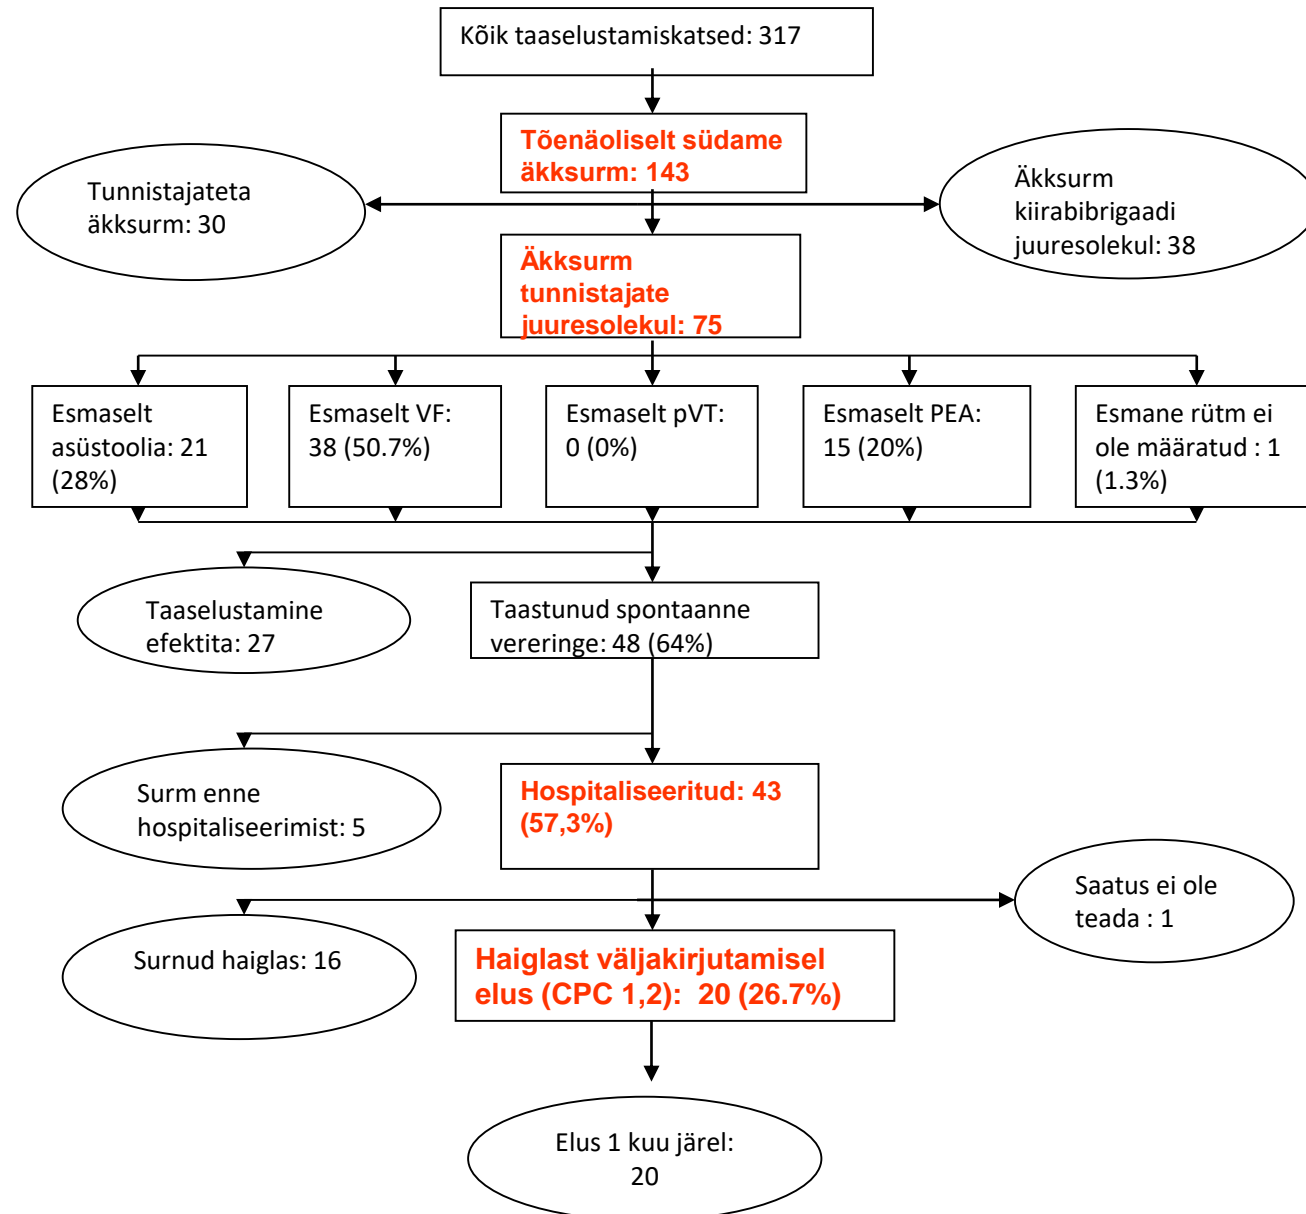 Kõik taaselustamiskatsed: 317
Tõenäoliselt südame
äkksurm: 143
Tunnistajateta
äkksurm: 30
Äkksurm
kiirabibrigaadi
juuresolekul: 38
Äkksurm
tunnistajate
juuresolekul: 75
Esmaselt
asüstoolia: 21
(28%)
Esmaselt VF:
38 (50.7%)
Esmaselt pVT:
0 (0%)
Esmaselt PEA:
15 (20%)
Esmane rütm ei
ole määratud : 1
(1.3%)
Taaselustamine
efektita: 27
Taastunud spontaanne
vereringe: 48 (64%)
Surm enne
hospitaliseerimist: 5
Hospitaliseeritud: 43
(57,3%)
Saatus ei ole
teada : 1
Surnud haiglas: 16
Haiglast väljakirjutamisel
elus (CPC 1,2): 20 (26.7%)
Elus 1 kuu järel:
20